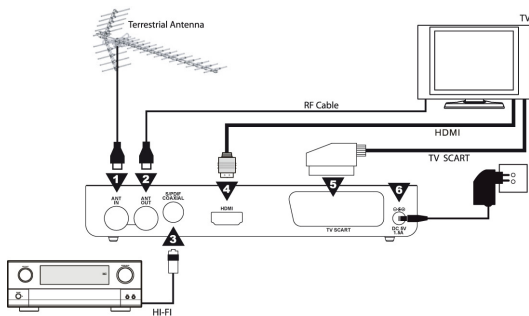 Terrestrial Antenna
TV
RF Cable
HDMI
TV SCART
1
2
4
5
6
ANT
IN
ANT
OUT
S/PDIF
COAXIAL
HDMI
TV SCART
DC 5V
1.5A
3
HI-FI